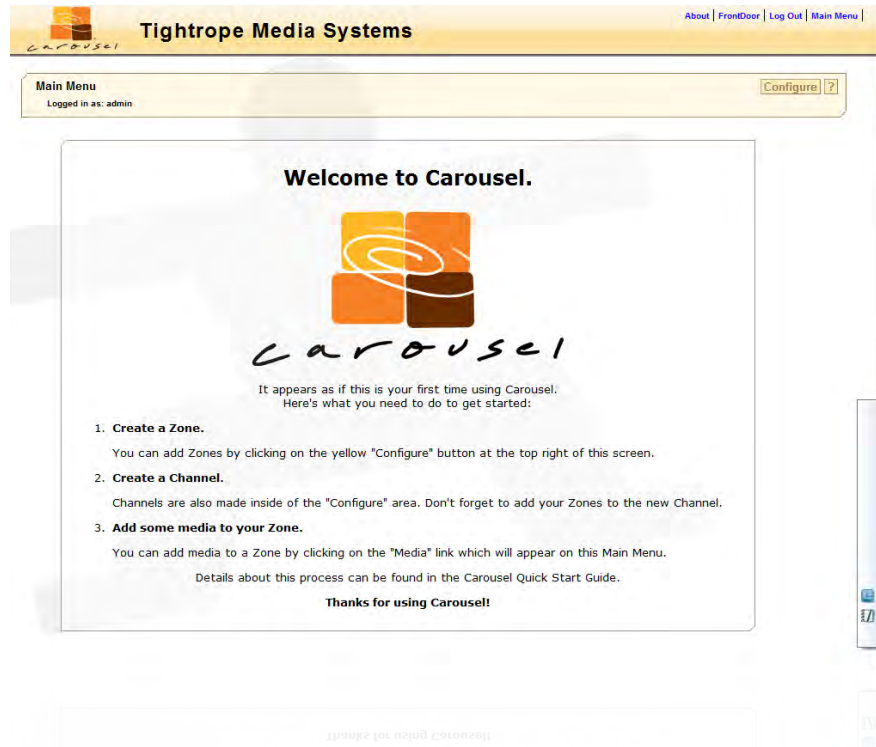 carousel
Tightrope Media Systems
About | FrontDoor | Log Out | Main Menu |
Main Menu
Logged in as: admin
Configure ?
Welcome to Carousel.
carousel
It appears as if this is your first time using Carousel.
Here's what you need to do to get started:
1. Create a Zone.
You can add Zones by clicking on the yellow "Configure" button at the top right of this screen.
2. Create a Channel.
Channels are also made inside of the "Configure" area. Don't forget to add your Zones to the new Channel.
3. Add some media to your Zone.
You can add media to a Zone by clicking on the "Media" link which will appear on this Main Menu.
Details about this process can be found in the Carousel Quick Start Guide.
Thanks for using Carousel!
Thanks for using Carousel!